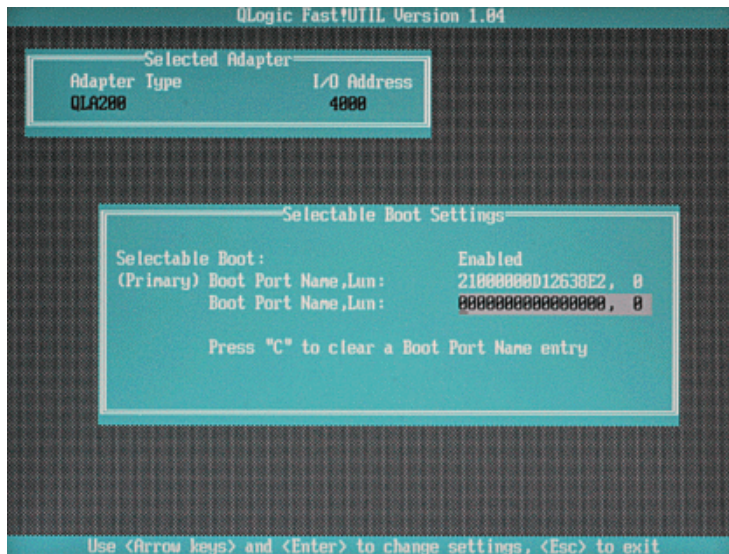 QLogic Fast!UTIL Version 1.04
Selected Adapter
Adapter Type I/O Address
QLA200 4000
Selectable Boot Settings
Selectable Boot: Enabled
(Primary) Boot Port Name,Lun: 21000000D12638E2, 0
Boot Port Name,Lun: 0000000000000000, 0
Press "C" to clear a Boot Port Name entry
Use <Arrow keys> and <Enter> to change settings, <Esc> to exit